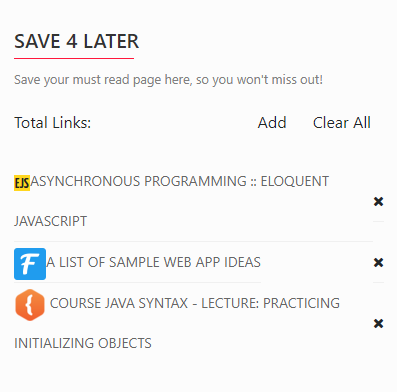 SAVE 4 LATER
Save your must read page here, so you won't miss out!
Total Links: Add Clear All
EJS ASYNCHRONOUS PROGRAMMING :: ELOQUENT
JAVASCRIPT
F A LIST OF SAMPLE WEB APP IDEAS
{ COURSE JAVA SYNTAX - LECTURE: PRACTICING
INITIALIZING OBJECTS